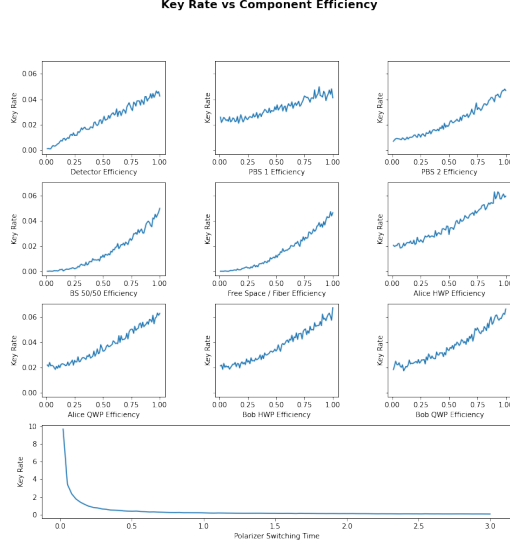 Key Rate vs Component Efficiency
Key Rate
0.06
0.04
0.02
0.00
0.00 0.25 0.50 0.75 1.00
Detector Efficiency
Key Rate
0.00 0.25 0.50 0.75 1.00
PBS 1 Efficiency
Key Rate
0.00 0.25 0.50 0.75 1.00
PBS 2 Efficiency
Key Rate
0.06
0.04
0.02
0.00
0.00 0.25 0.50 0.75 1.00
BS 50/50 Efficiency
Key Rate
0.00 0.25 0.50 0.75 1.00
Free Space / Fiber Efficiency
Key Rate
0.00 0.25 0.50 0.75 1.00
Alice HWP Efficiency
Key Rate
0.06
0.04
0.02
0.00
0.00 0.25 0.50 0.75 1.00
Alice QWP Efficiency
Key Rate
0.00 0.25 0.50 0.75 1.00
Bob HWP Efficiency
Key Rate
0.00 0.25 0.50 0.75 1.00
Bob QWP Efficiency
Key Rate
10
8
6
4
2
0
0.0 0.5 1.0 1.5 2.0 2.5 3.0
Polarizer Switching Time